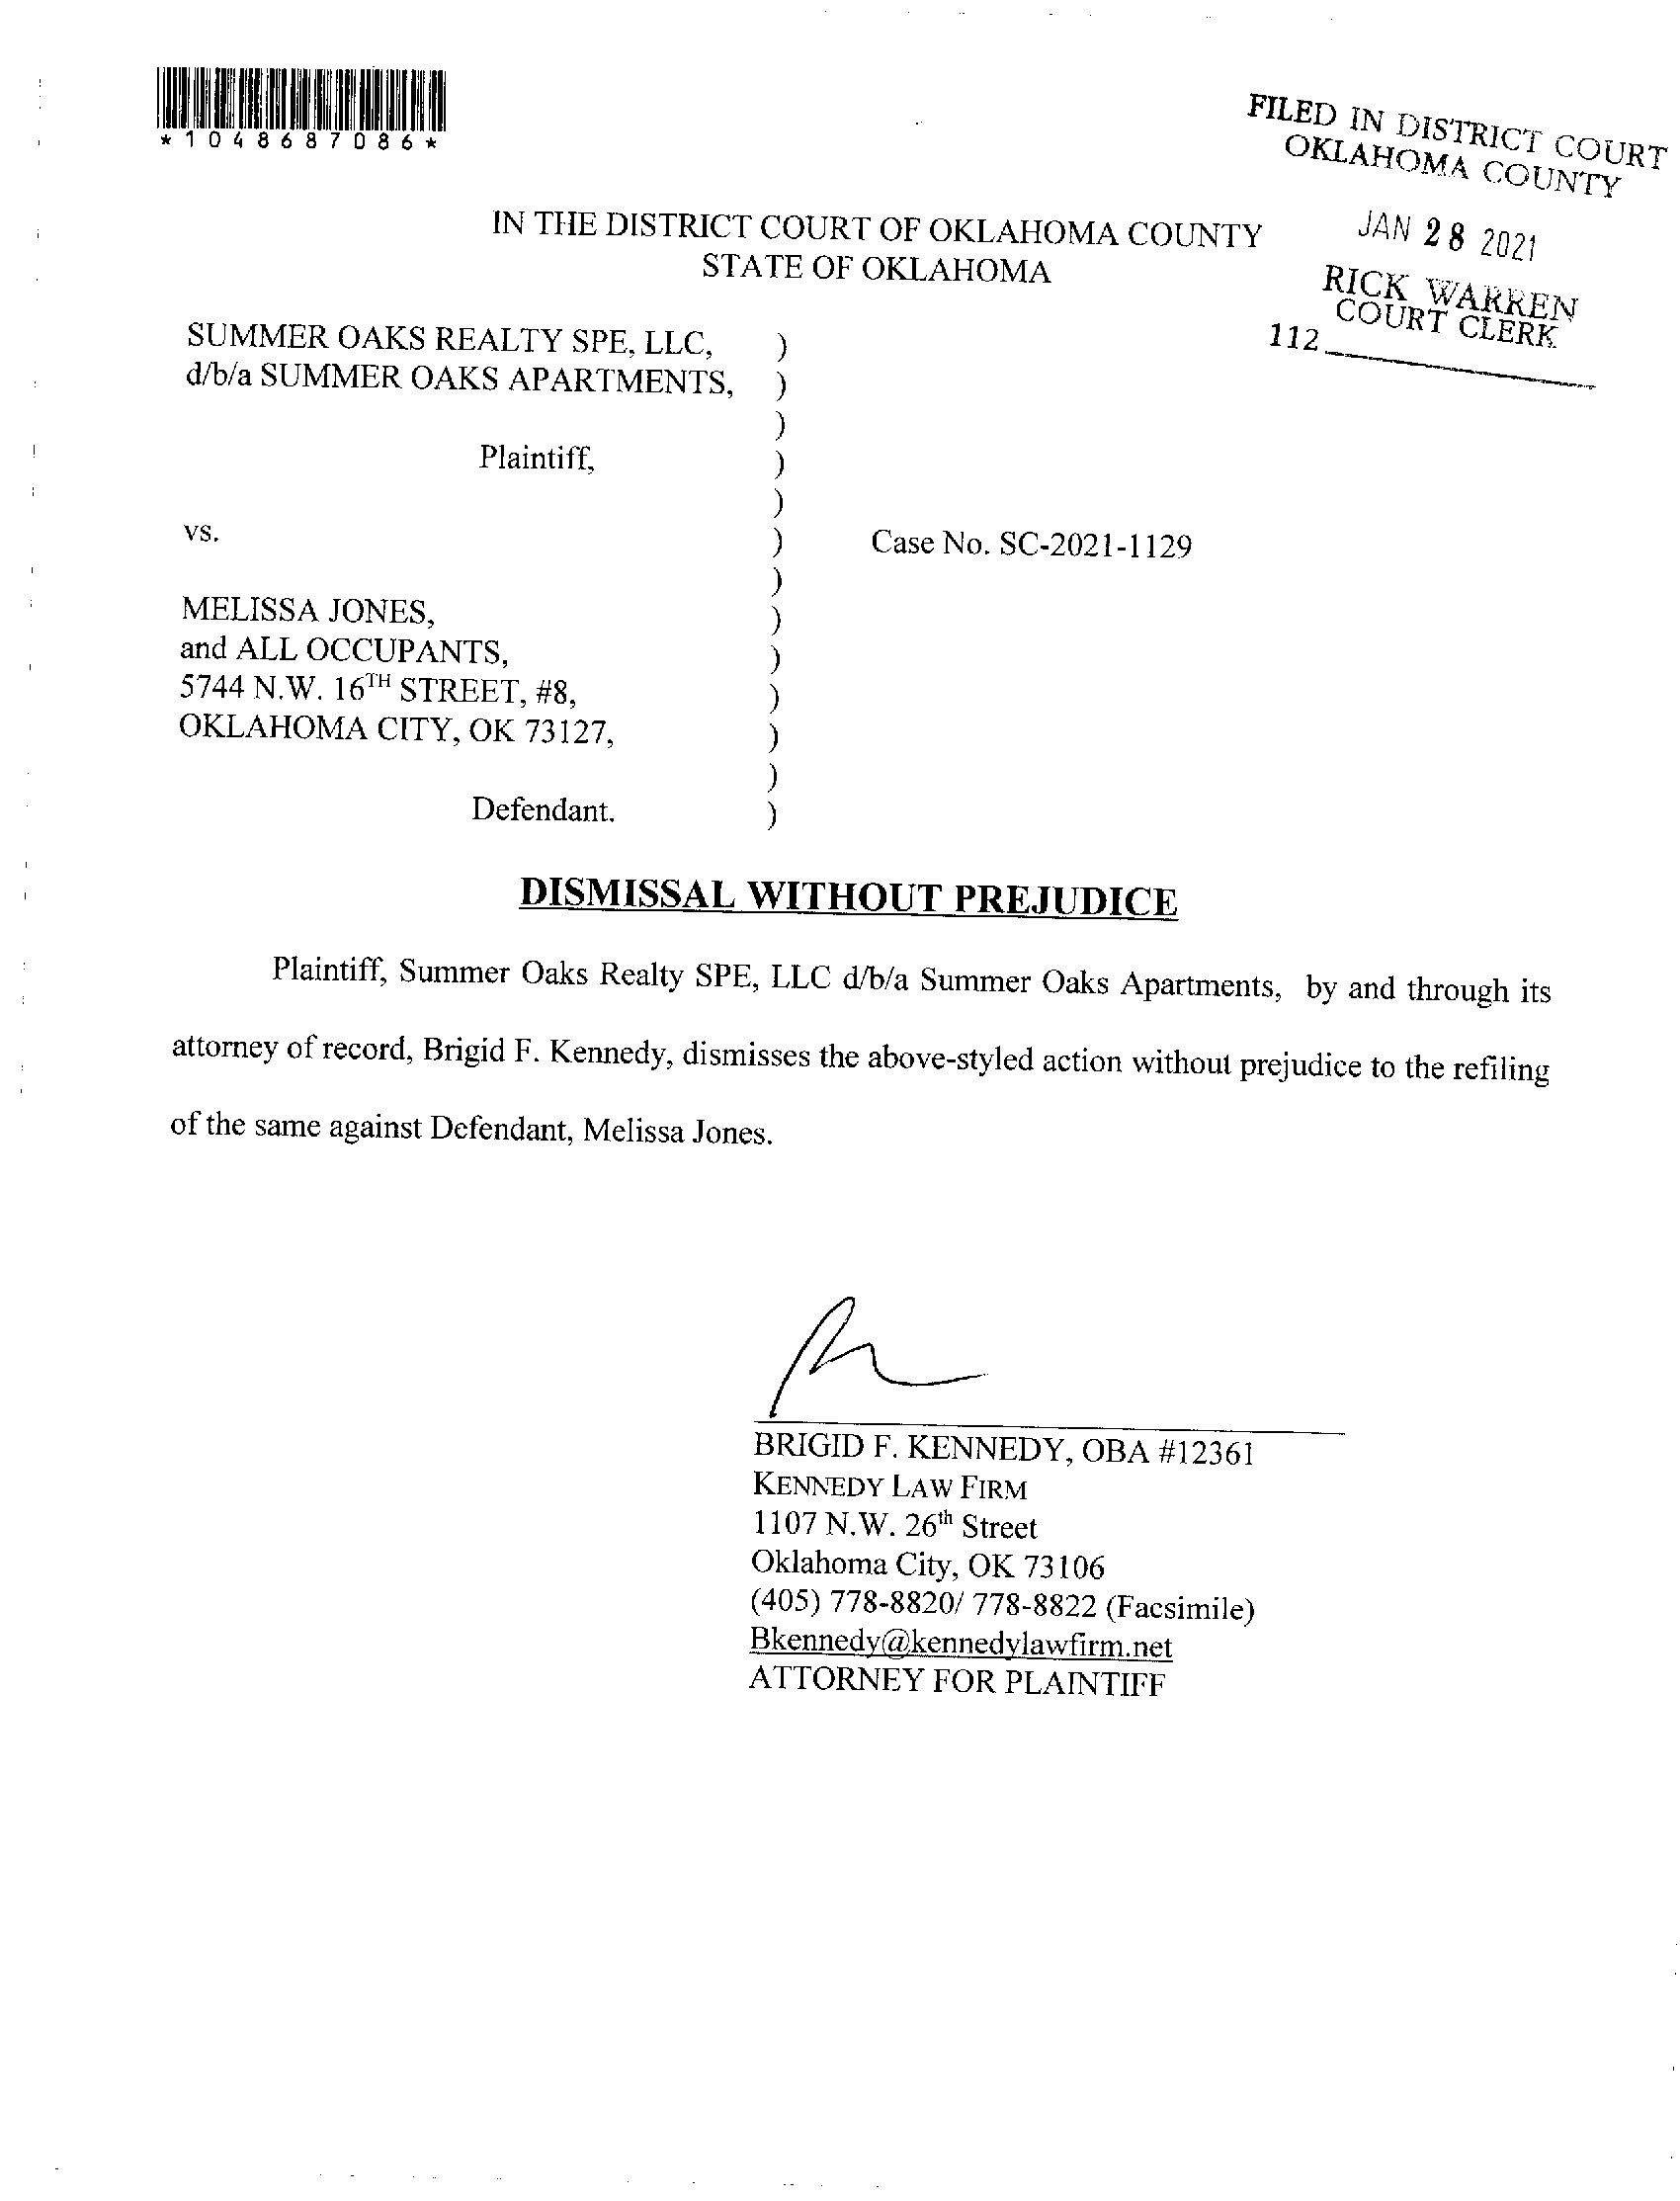 *1048687086*
FILED IN DISTRICT COURT
OKLAHOMA COUNTY
JAN 28 2021
RICK WARREN
COURT CLERK
112
IN THE DISTRICT COURT OF OKLAHOMA COUNTY
STATE OF OKLAHOMA
SUMMER OAKS REALTY SPE, LLC, )
d/b/a SUMMER OAKS APARTMENTS, )
)
Plaintiff, )
)
vs. ) Case No. SC-2021-1129
)
MELISSA JONES, )
and ALL OCCUPANTS, )
5744 N.W. 16TH STREET, #8, )
OKLAHOMA CITY, OK 73127, )
)
Defendant. )
DISMISSAL WITHOUT PREJUDICE
Plaintiff, Summer Oaks Realty SPE, LLC d/b/a Summer Oaks Apartments, by and through its
attorney of record, Brigid F. Kennedy, dismisses the above-styled action without prejudice to the refiling
of the same against Defendant, Melissa Jones.
BRIGID F. KENNEDY, OBA #12361
KENNEDY LAW FIRM
1107 N.W. 26th Street
Oklahoma City, OK 73106
(405) 778-8820/ 778-8822 (Facsimile)
Bkennedy@kennedylawfirm.net
ATTORNEY FOR PLAINTIFF